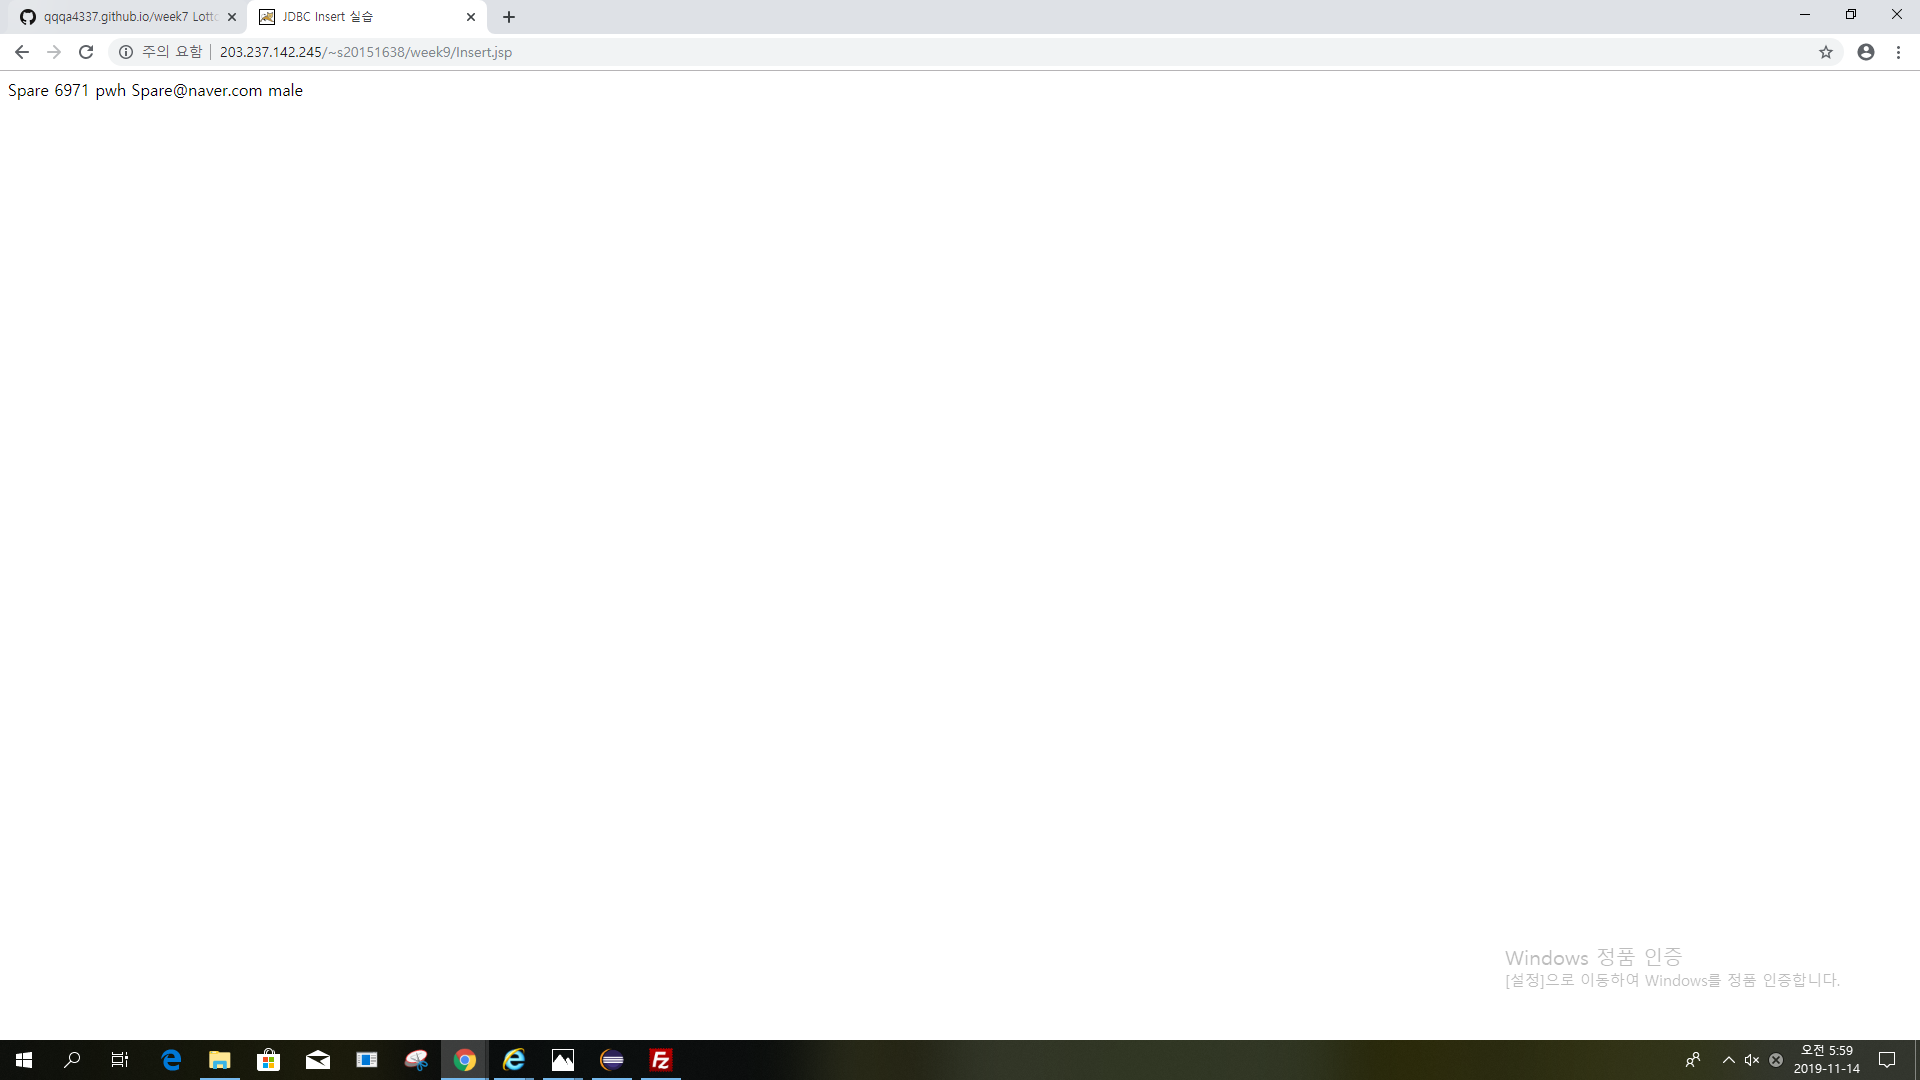 qqqa4337.github.io/week7 Lott
JDBC Insert 실습
주의 요함
203.237.142.245/~s20151638/week9/Insert.jsp
Spare 6971 pwh Spare@naver.com male
Windows 정품 인증
[설정]으로 이동하여 Windows를 정품 인증합니다.
Fz
오전 5:59
2019-11-14